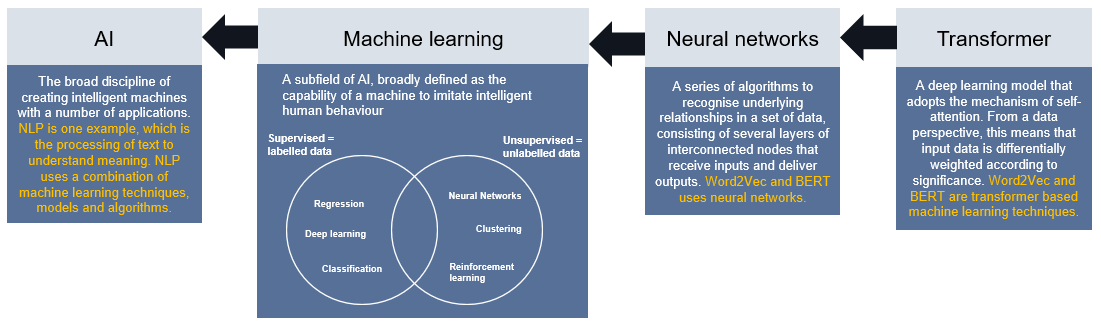 AI
The broad discipline of
creating intelligent machines
with a number of applications.
NLP is one example, which is
the processing of text to
understand meaning. NLP
uses a combination of
machine learning techniques,
models and algorithms.
Machine learning
A subfield of AI, broadly defined as the
capability of a machine to imitate intelligent
human behaviour
Supervised =
labelled data
Unsupervised =
unlabelled data
Regression
Deep learning
Classification
Neural Networks
Clustering
Reinforcement
learning
Neural networks
A series of algorithms to
recognise underlying
relationships in a set of data,
consisting of several layers of
interconnected nodes that
receive inputs and deliver
outputs. Word2Vec and BERT
uses neural networks.
Transformer
A deep learning model that
adopts the mechanism of self-
attention. From a data
perspective, this means that
input data is differentially
weighted according to
significance. Word2Vec and
BERT are transformer based
machine learning techniques.